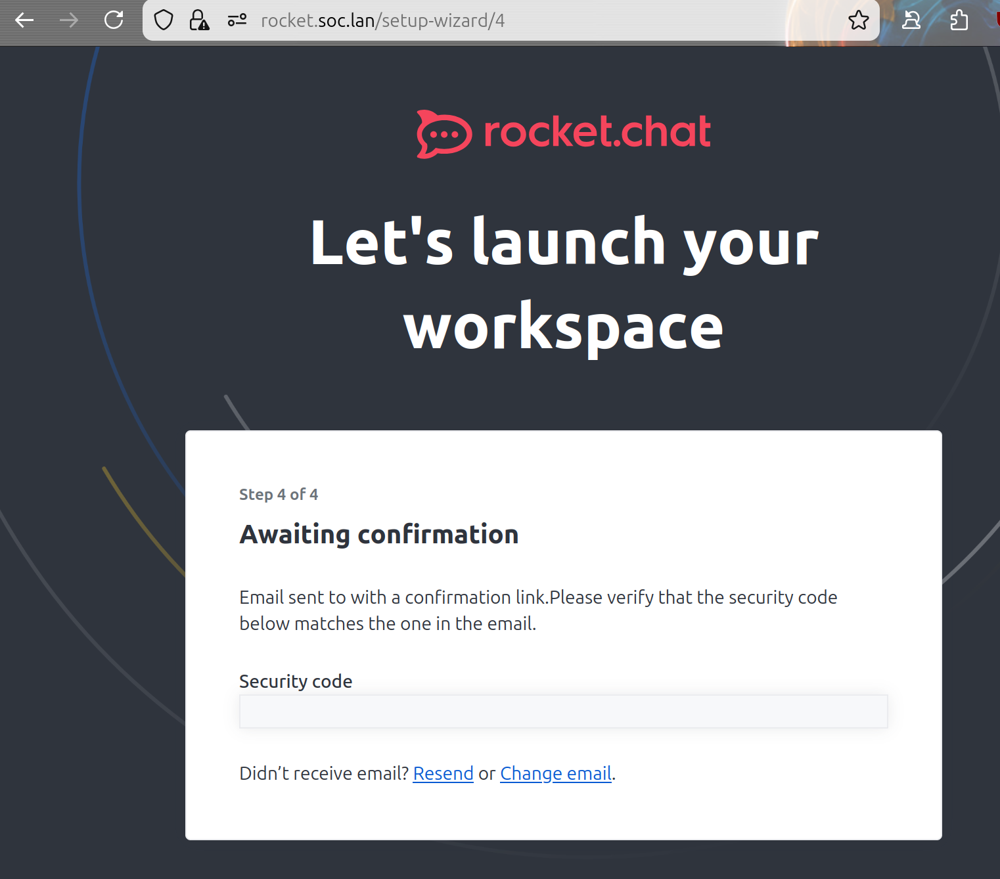 rocket.soc.lan/setup-wizard/4
rocket.chat
Let's launch your
workspace
Step 4 of 4
Awaiting confirmation
Email sent to with a confirmation link.Please verify that the security code
below matches the one in the email.
Security code
Didn’t receive email? Resend or Change email.